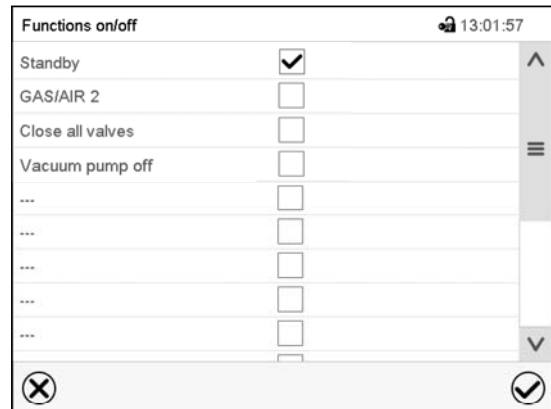 Functions on/off 13:01:57
Standby
GAS/AIR 2
Close all valves
Vacuum pump off
---
---
---
---
---